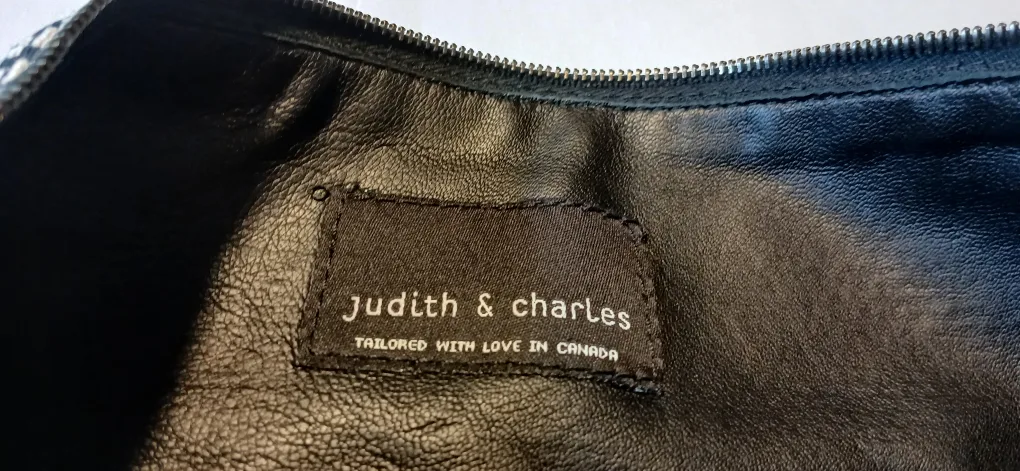 judith & charles
TAILORED WITH LOVE IN CANADA